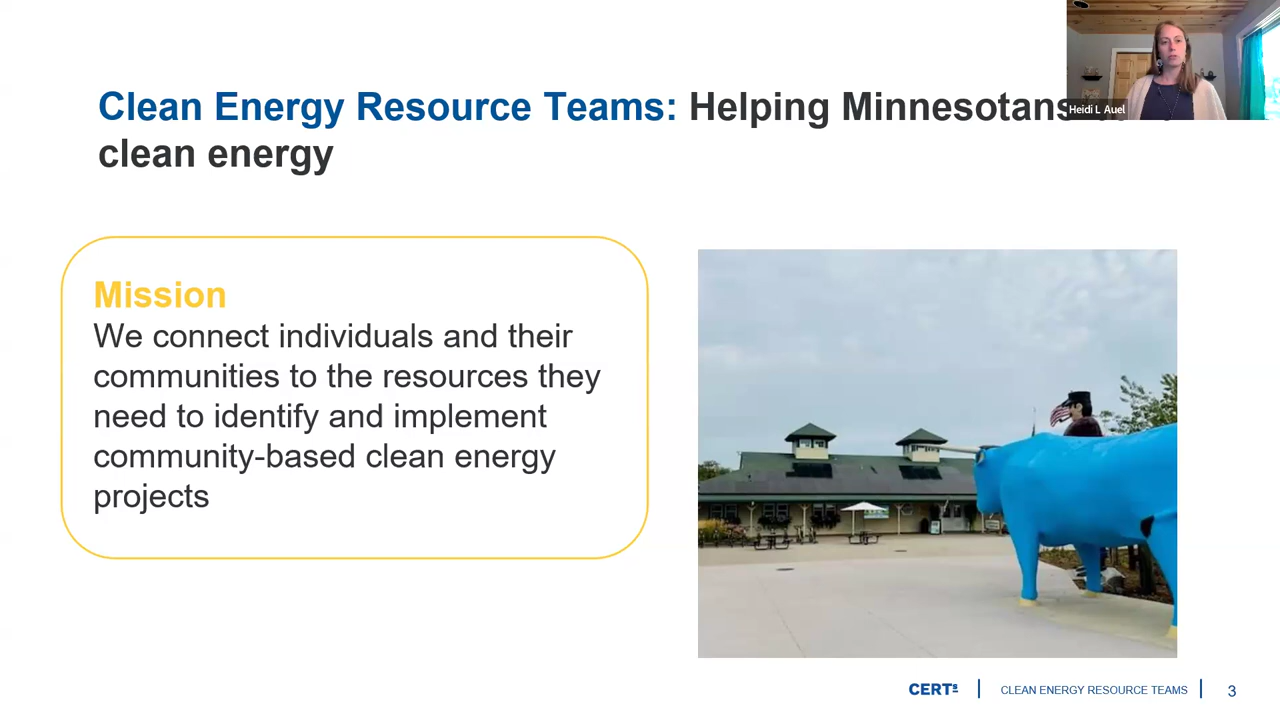 Heidi L Auel
Clean Energy Resource Teams: Helping Minnesotans
clean energy
Mission
We connect individuals and their
communities to the resources they
need to identify and implement
community-based clean energy
projects
CERTs
CLEAN ENERGY RESOURCE TEAMS
3